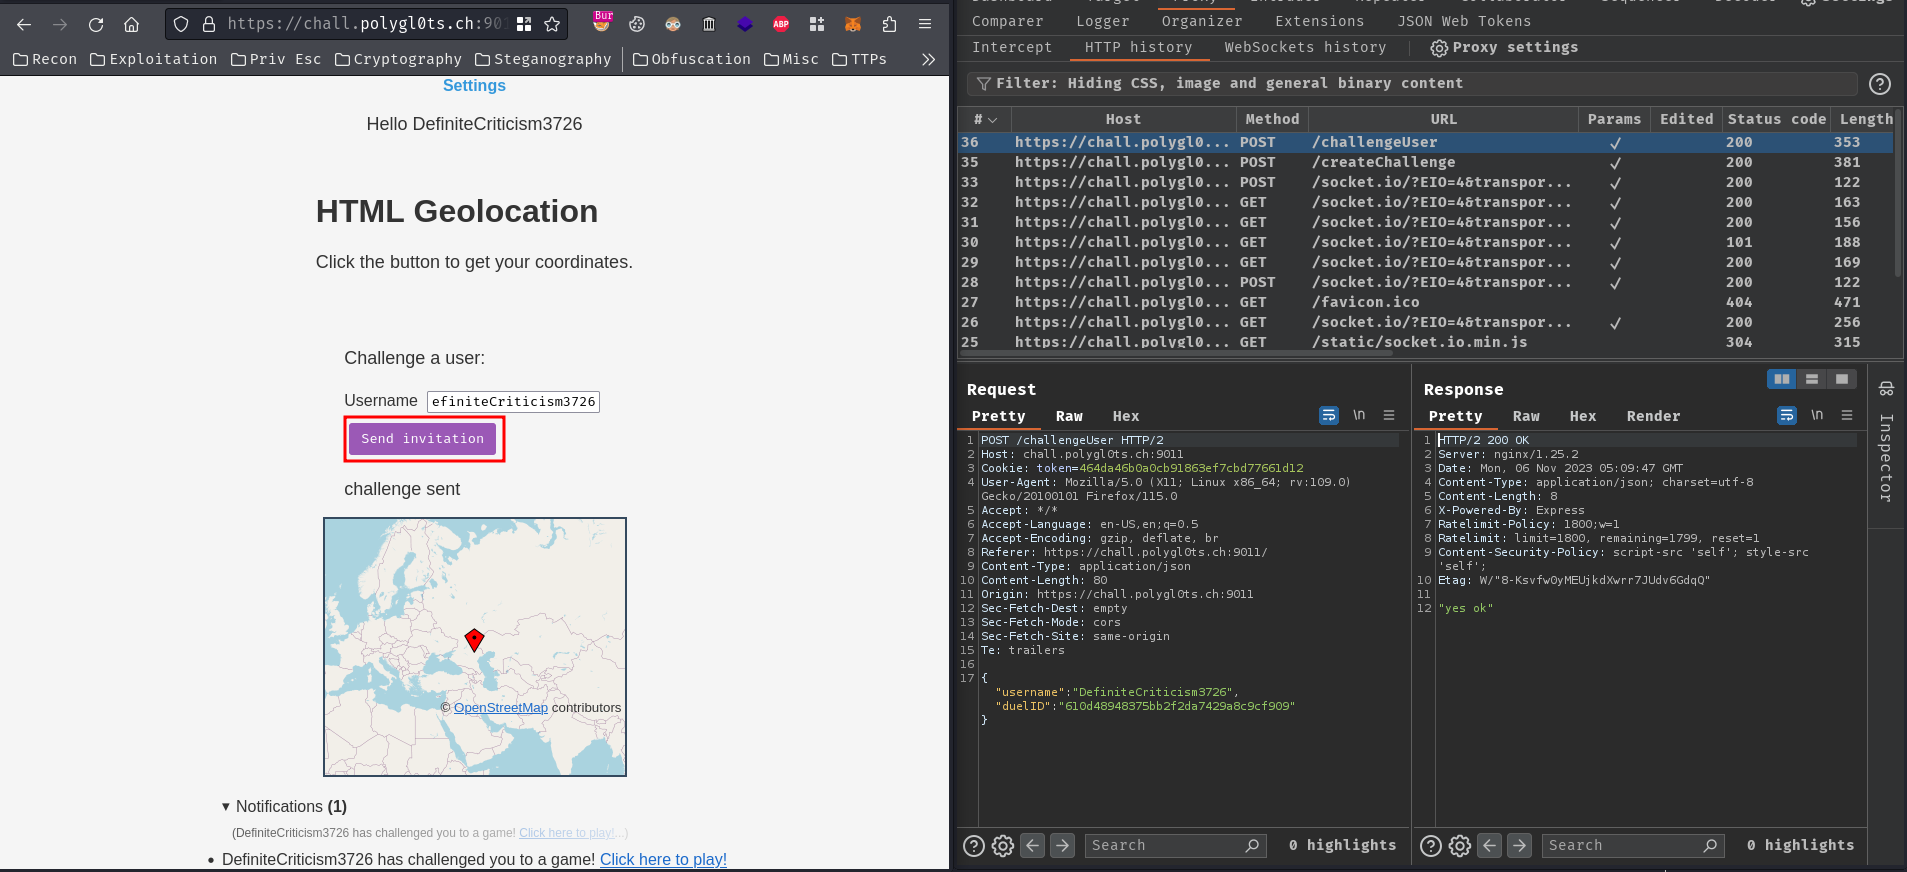 https://chall.polygl0ts.ch:901
Bur
ABP
Recon Exploitation Priv Esc Cryptography Steganography Obfuscation Misc TTPs
Settings
Hello DefiniteCriticism3726
HTML Geolocation
Click the button to get your coordinates.
Challenge a user:
Username efiniteCriticism3726
Send invitation
challenge sent
© OpenStreetMap contributors
▾ Notifications (1)
(DefiniteCriticism3726 has challenged you to a game! Click here to play!...)
• DefiniteCriticism3726 has challenged you to a game! Click here to play!
Comparer Logger Organizer Extensions JSON Web Tokens
Intercept HTTP history WebSockets history Proxy settings
Filter: Hiding CSS, image and general binary content
# Host Method URL Params Edited Status code Length
36 https://chall.polygl0... POST /challengeUser ✓ 200 353
35 https://chall.polygl0... POST /createChallenge ✓ 200 381
33 https://chall.polygl0... POST /socket.io/?EIO=4&transpor... ✓ 200 122
32 https://chall.polygl0... GET /socket.io/?EIO=4&transpor... ✓ 200 163
31 https://chall.polygl0... GET /socket.io/?EIO=4&transpor... ✓ 200 156
30 https://chall.polygl0... GET /socket.io/?EIO=4&transpor... ✓ 101 188
29 https://chall.polygl0... GET /socket.io/?EIO=4&transpor... ✓ 200 169
28 https://chall.polygl0... POST /socket.io/?EIO=4&transpor... ✓ 200 122
27 https://chall.polygl0... GET /favicon.ico 404 471
26 https://chall.polygl0... GET /socket.io/?EIO=4&transpor... ✓ 200 256
25 https://chall.polygl0... GET /static/socket.io.min.js 304 315
Request
Pretty Raw Hex
\n
1 POST /challengeUser HTTP/2
2 Host: chall.polygl0ts.ch:9011
3 Cookie: token=464da46b0a0cb91863ef7cbd77661d12
4 User-Agent: Mozilla/5.0 (X11; Linux x86_64; rv:109.0)
Gecko/20100101 Firefox/115.0
5 Accept: */*
6 Accept-Language: en-US,en;q=0.5
7 Accept-Encoding: gzip, deflate, br
8 Referer: https://chall.polygl0ts.ch:9011/
9 Content-Type: application/json
10 Content-Length: 80
11 Origin: https://chall.polygl0ts.ch:9011
12 Sec-Fetch-Dest: empty
13 Sec-Fetch-Mode: cors
14 Sec-Fetch-Site: same-origin
15 Te: trailers
16
17 {
"username":"DefiniteCriticism3726",
"duelID":"610d48948375bb2f2da7429a8c9cf909"
}
Search 0 highlights
Response
Pretty Raw Hex Render
\n
1 HTTP/2 200 OK
2 Server: nginx/1.25.2
3 Date: Mon, 06 Nov 2023 05:09:47 GMT
4 Content-Type: application/json; charset=utf-8
5 Content-Length: 8
6 X-Powered-By: Express
7 Ratelimit-Policy: 1800;w=1
8 Ratelimit: limit=1800, remaining=1799, reset=1
9 Content-Security-Policy: script-src 'self'; style-src
'self';
10 Etag: W/"8-KsvfwOyMEUjkdXwrr7JUdv6GdqQ"
11
12 "yes ok"
Search 0 highlights
Inspector